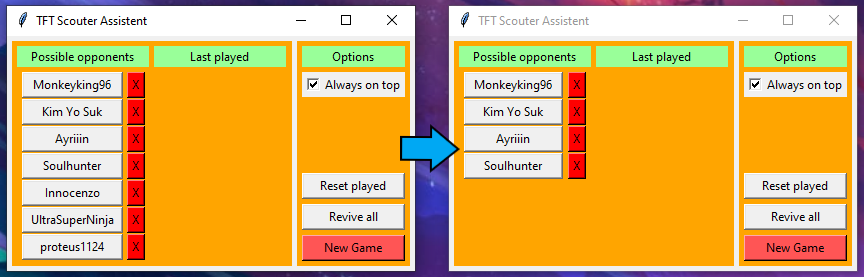 TFT Scouter Assistent
Possible opponents Last played Options
Monkeyking96 X Always on top
Kim Yo Suk X
Ayriiin X
Soulhunter X
Innocenzo X
UltraSuperNinja X
proteus1124 X
Reset played
Revive all
New Game
TFT Scouter Assistent
Possible opponents Last played Options
Monkeyking96 X Always on top
Kim Yo Suk X
Ayriiin X
Soulhunter X
Reset played
Revive all
New Game